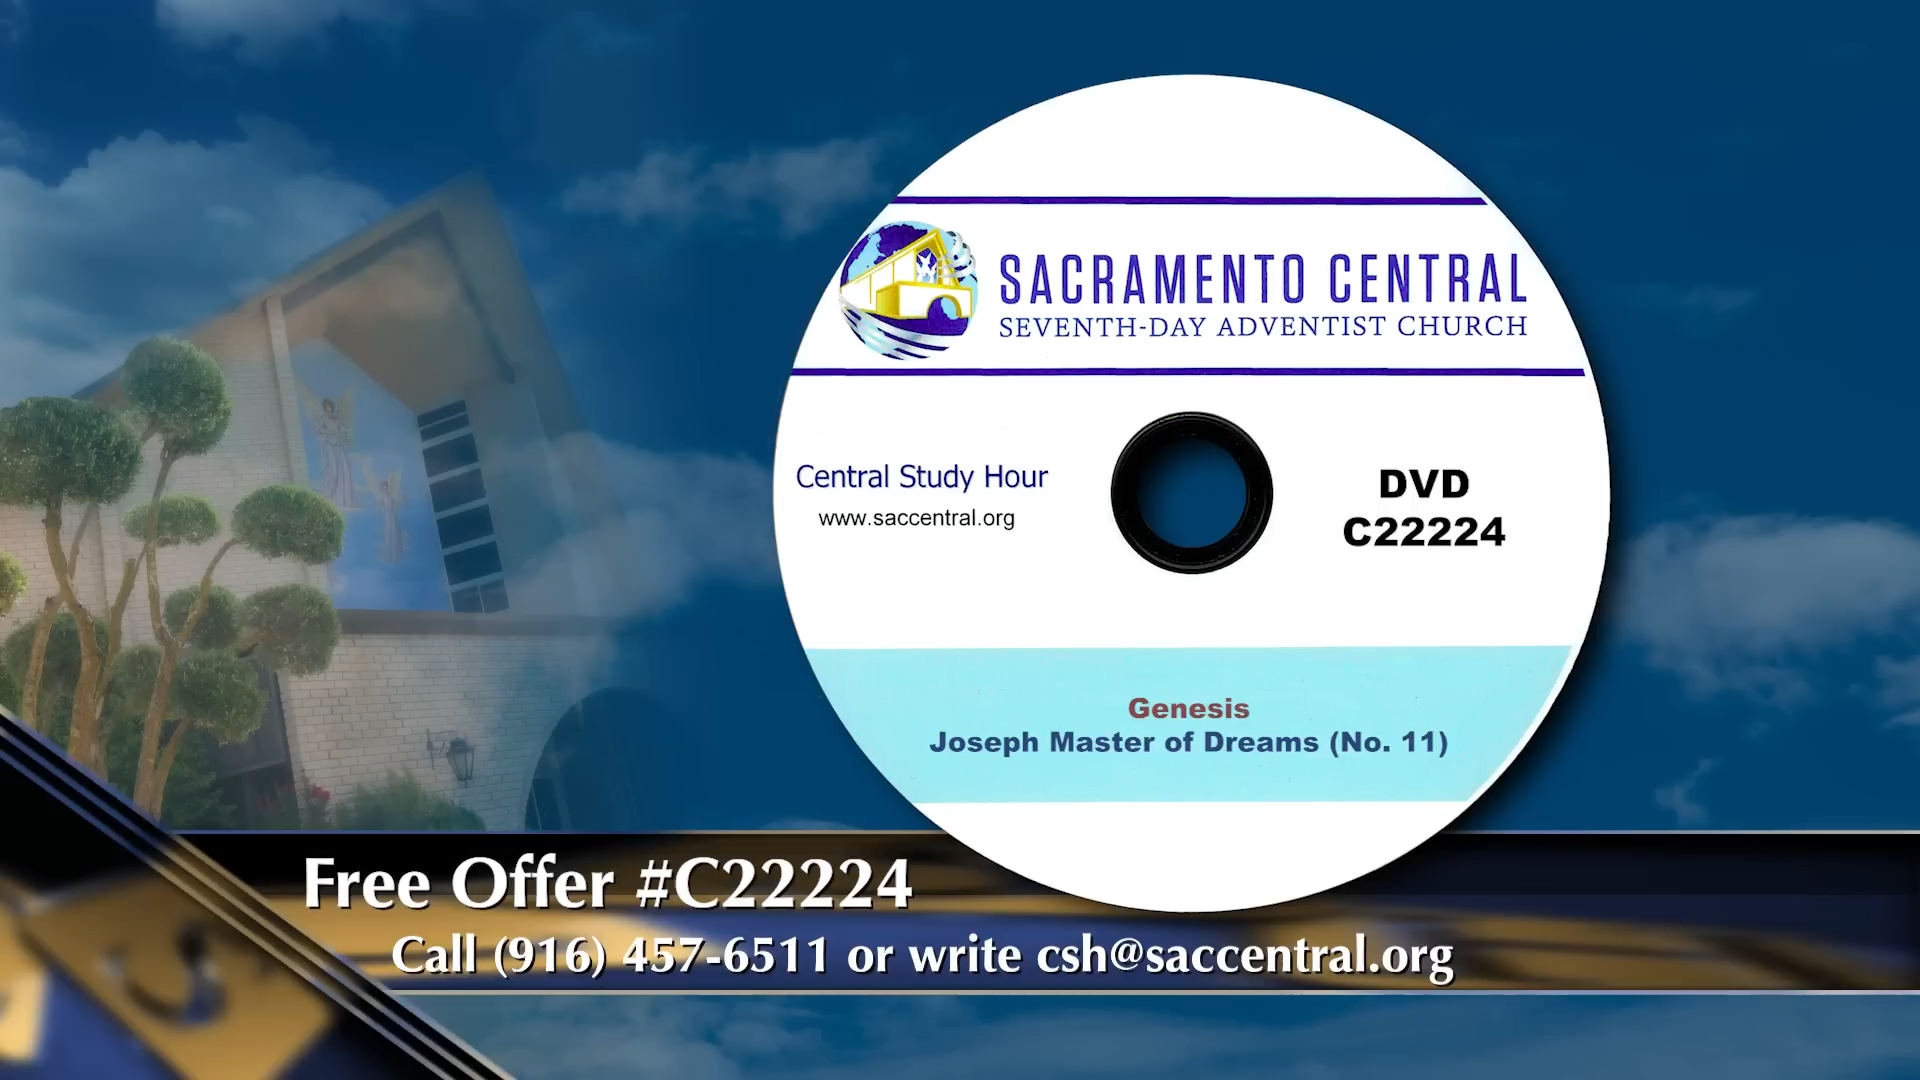 SACRAMENTO CENTRAL
SEVENTH-DAY ADVENTIST CHURCH
Central Study Hour
www.saccentral.org
DVD
C22224
Genesis
Joseph Master of Dreams (No. 11)
Free Offer #C22224
Call (916) 457-6511 or write csh@saccentral.org